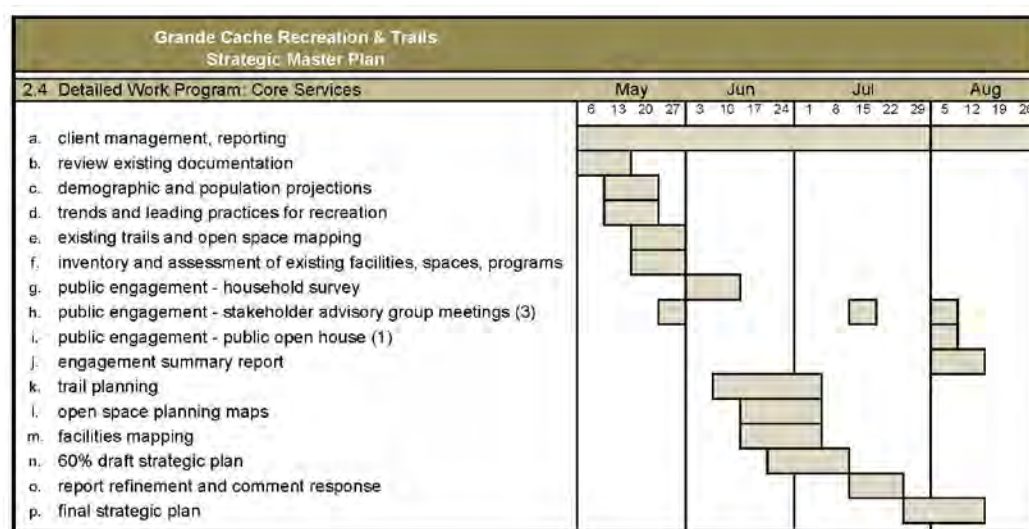 Grande Cache Recreation & Trails
Strategic Master Plan
2.4 Detailed Work Program: Core Services May Jun Jul Aug
6 13 20 27 3 10 17 24 1 8 15 22 29 5 12 19 26
a. client management, reporting
b. review existing documentation
c. demographic and population projections
d. trends and leading practices for recreation
e. existing trails and open space mapping
f. inventory and assessment of existing facilities, spaces, programs
g. public engagement - household survey
h. public engagement - stakeholder advisory group meetings (3)
i. public engagement - public open house (1)
j. engagement summary report
k. trail planning
l. open space planning maps
m. facilities mapping
n. 60% draft strategic plan
o. report refinement and comment response
p. final strategic plan